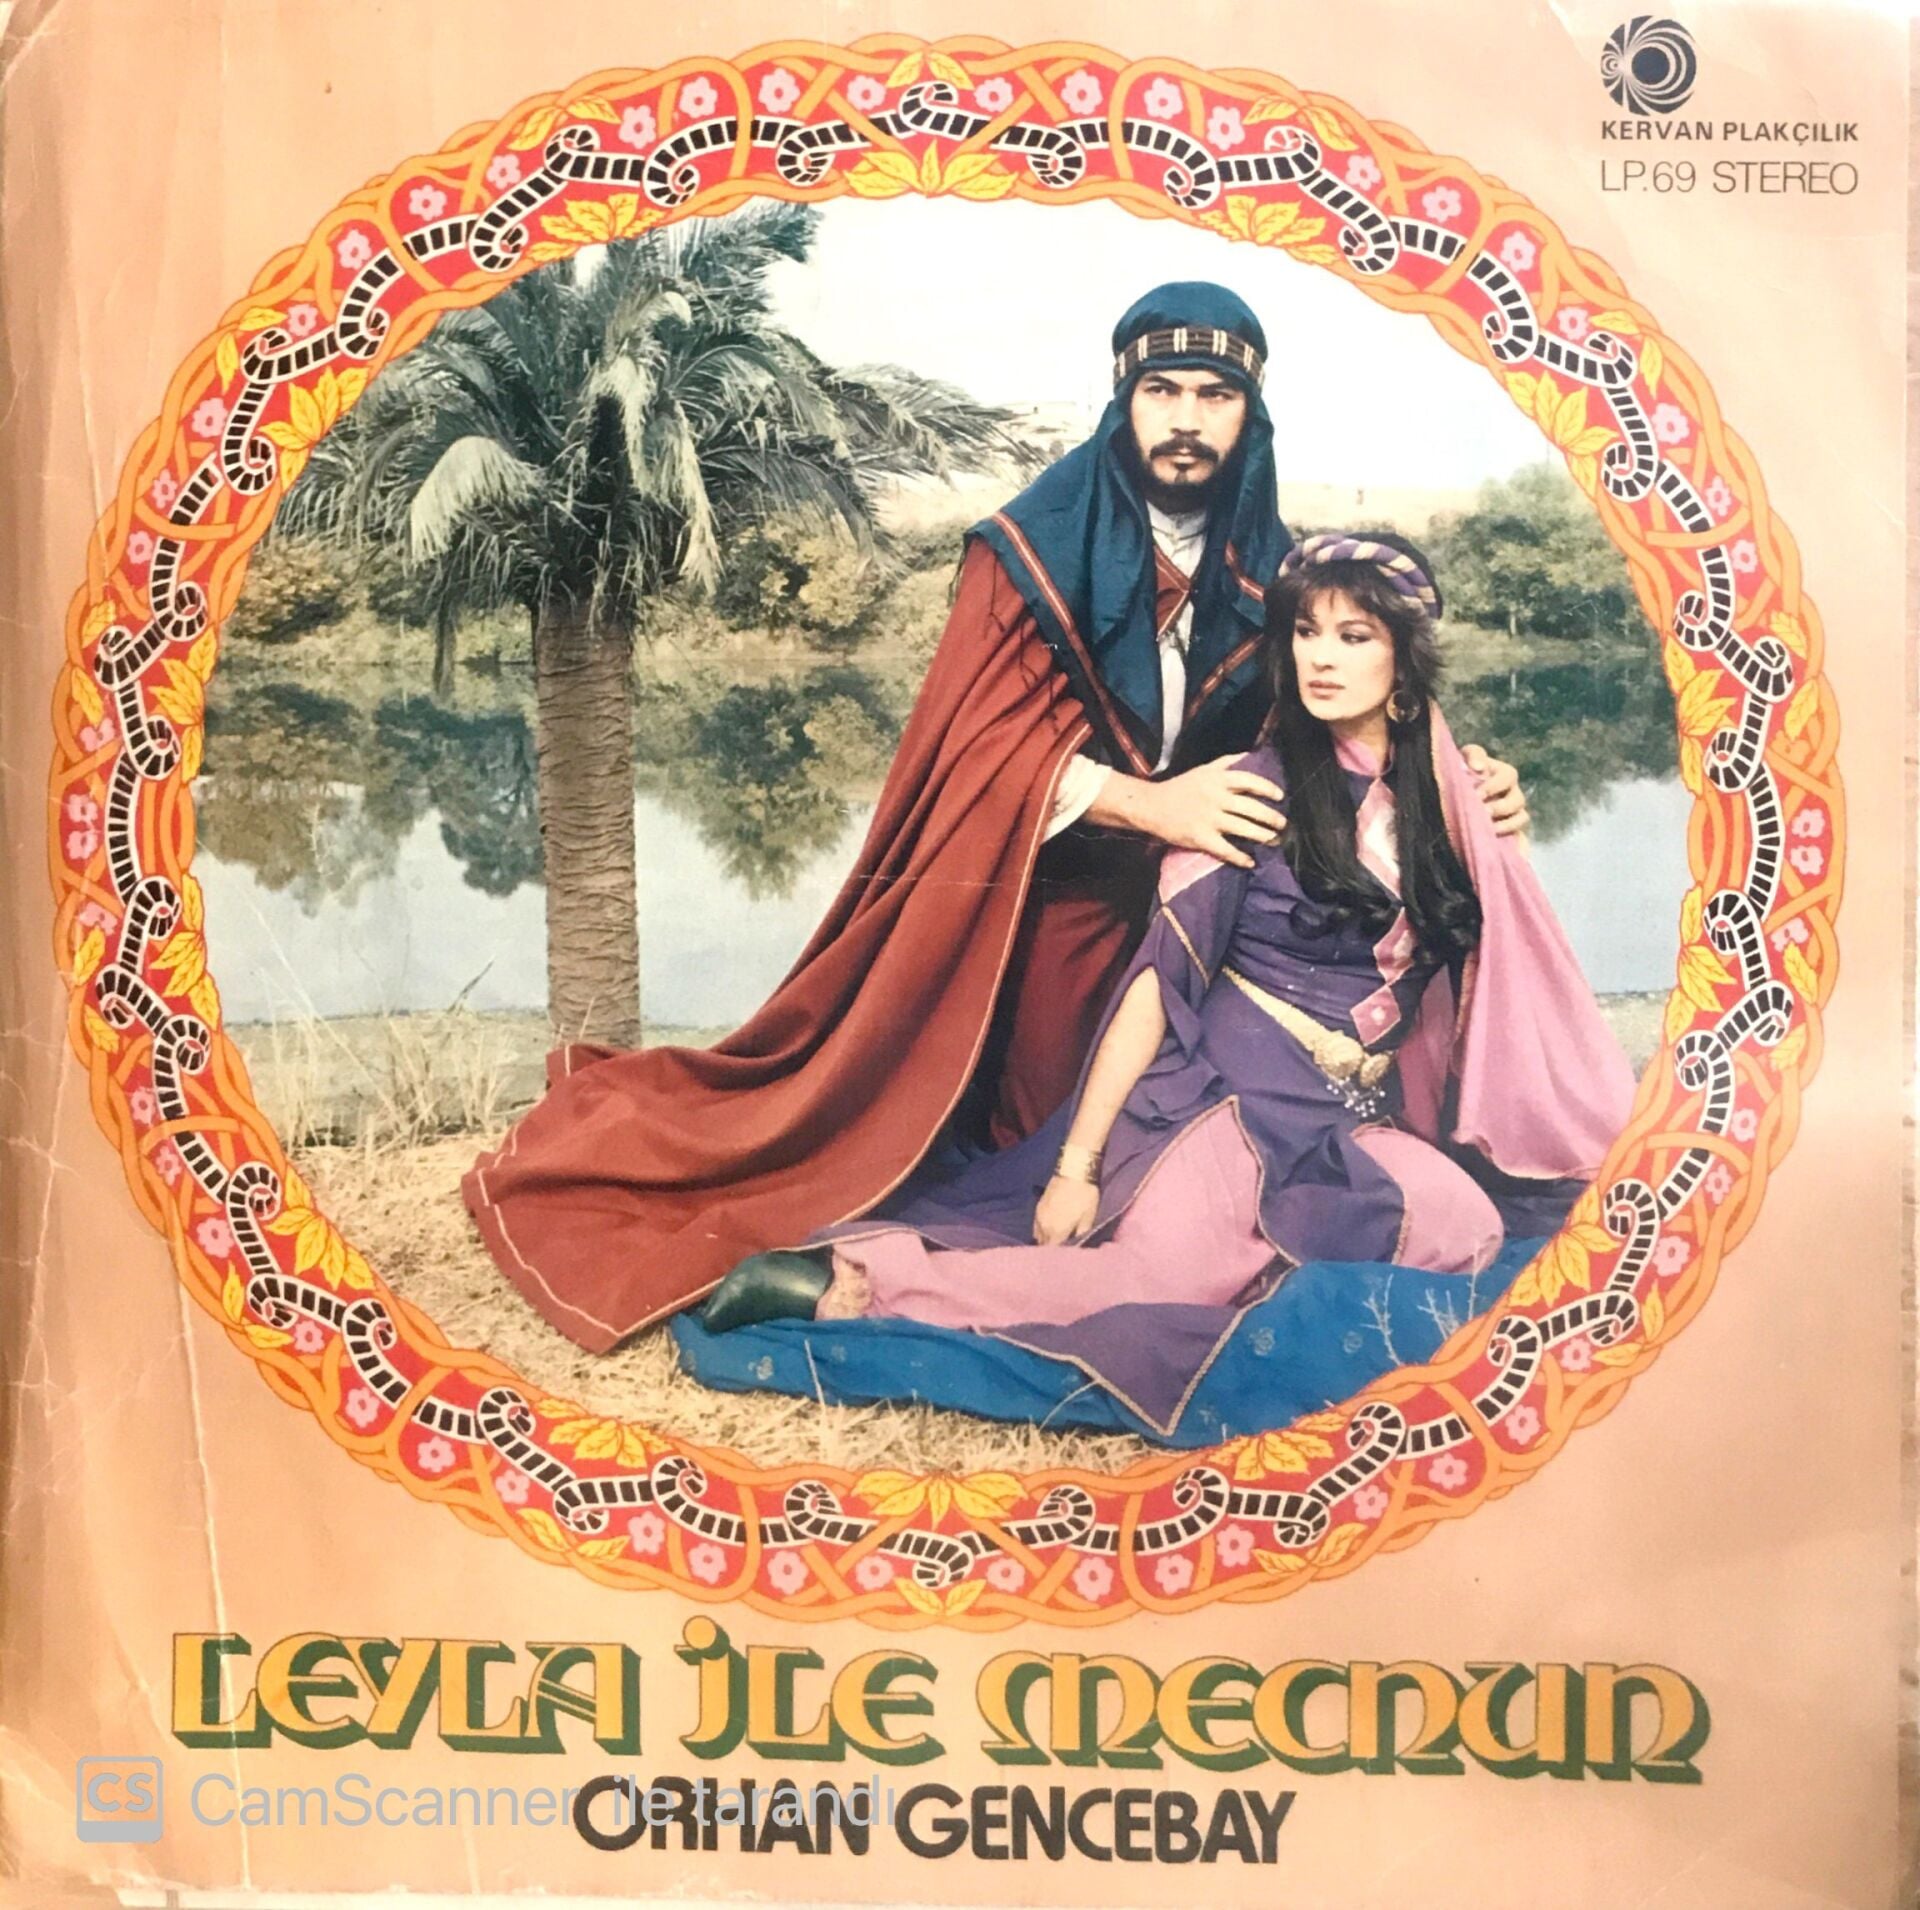 KERVAN PLAKÇILIK
LP.69 STEREO
LEYLA İLE MECNUN
ORHAN GENCEBAY
CS CamScanner ile tarandı